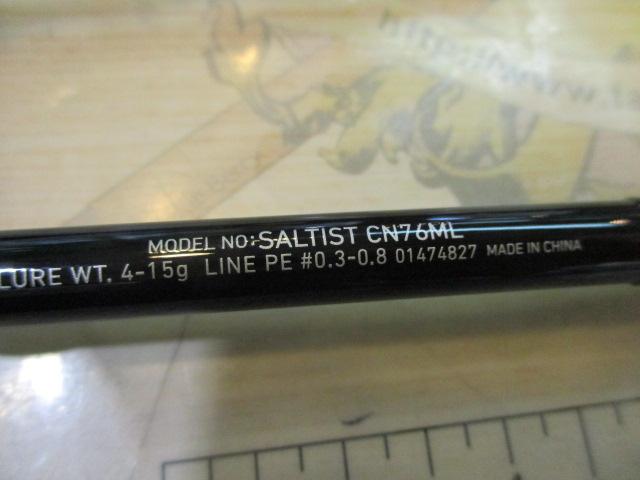 MODEL NO:SALTIST CN76ML
LURE WT. 4-15g LINE PE #0.3-0.8 01474827 MADE IN CHINA